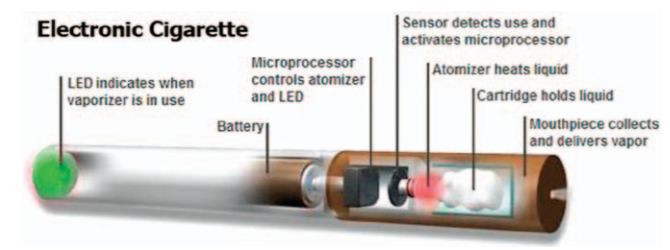 Electronic Cigarette
Sensor detects use and
activates microprocessor
Microprocessor
controls atomizer
and LED
Atomizer heats liquid
LED indicates when
vaporizer is in use
Cartridge holds liquid
Battery
Mouthpiece collects
and delivers vapor